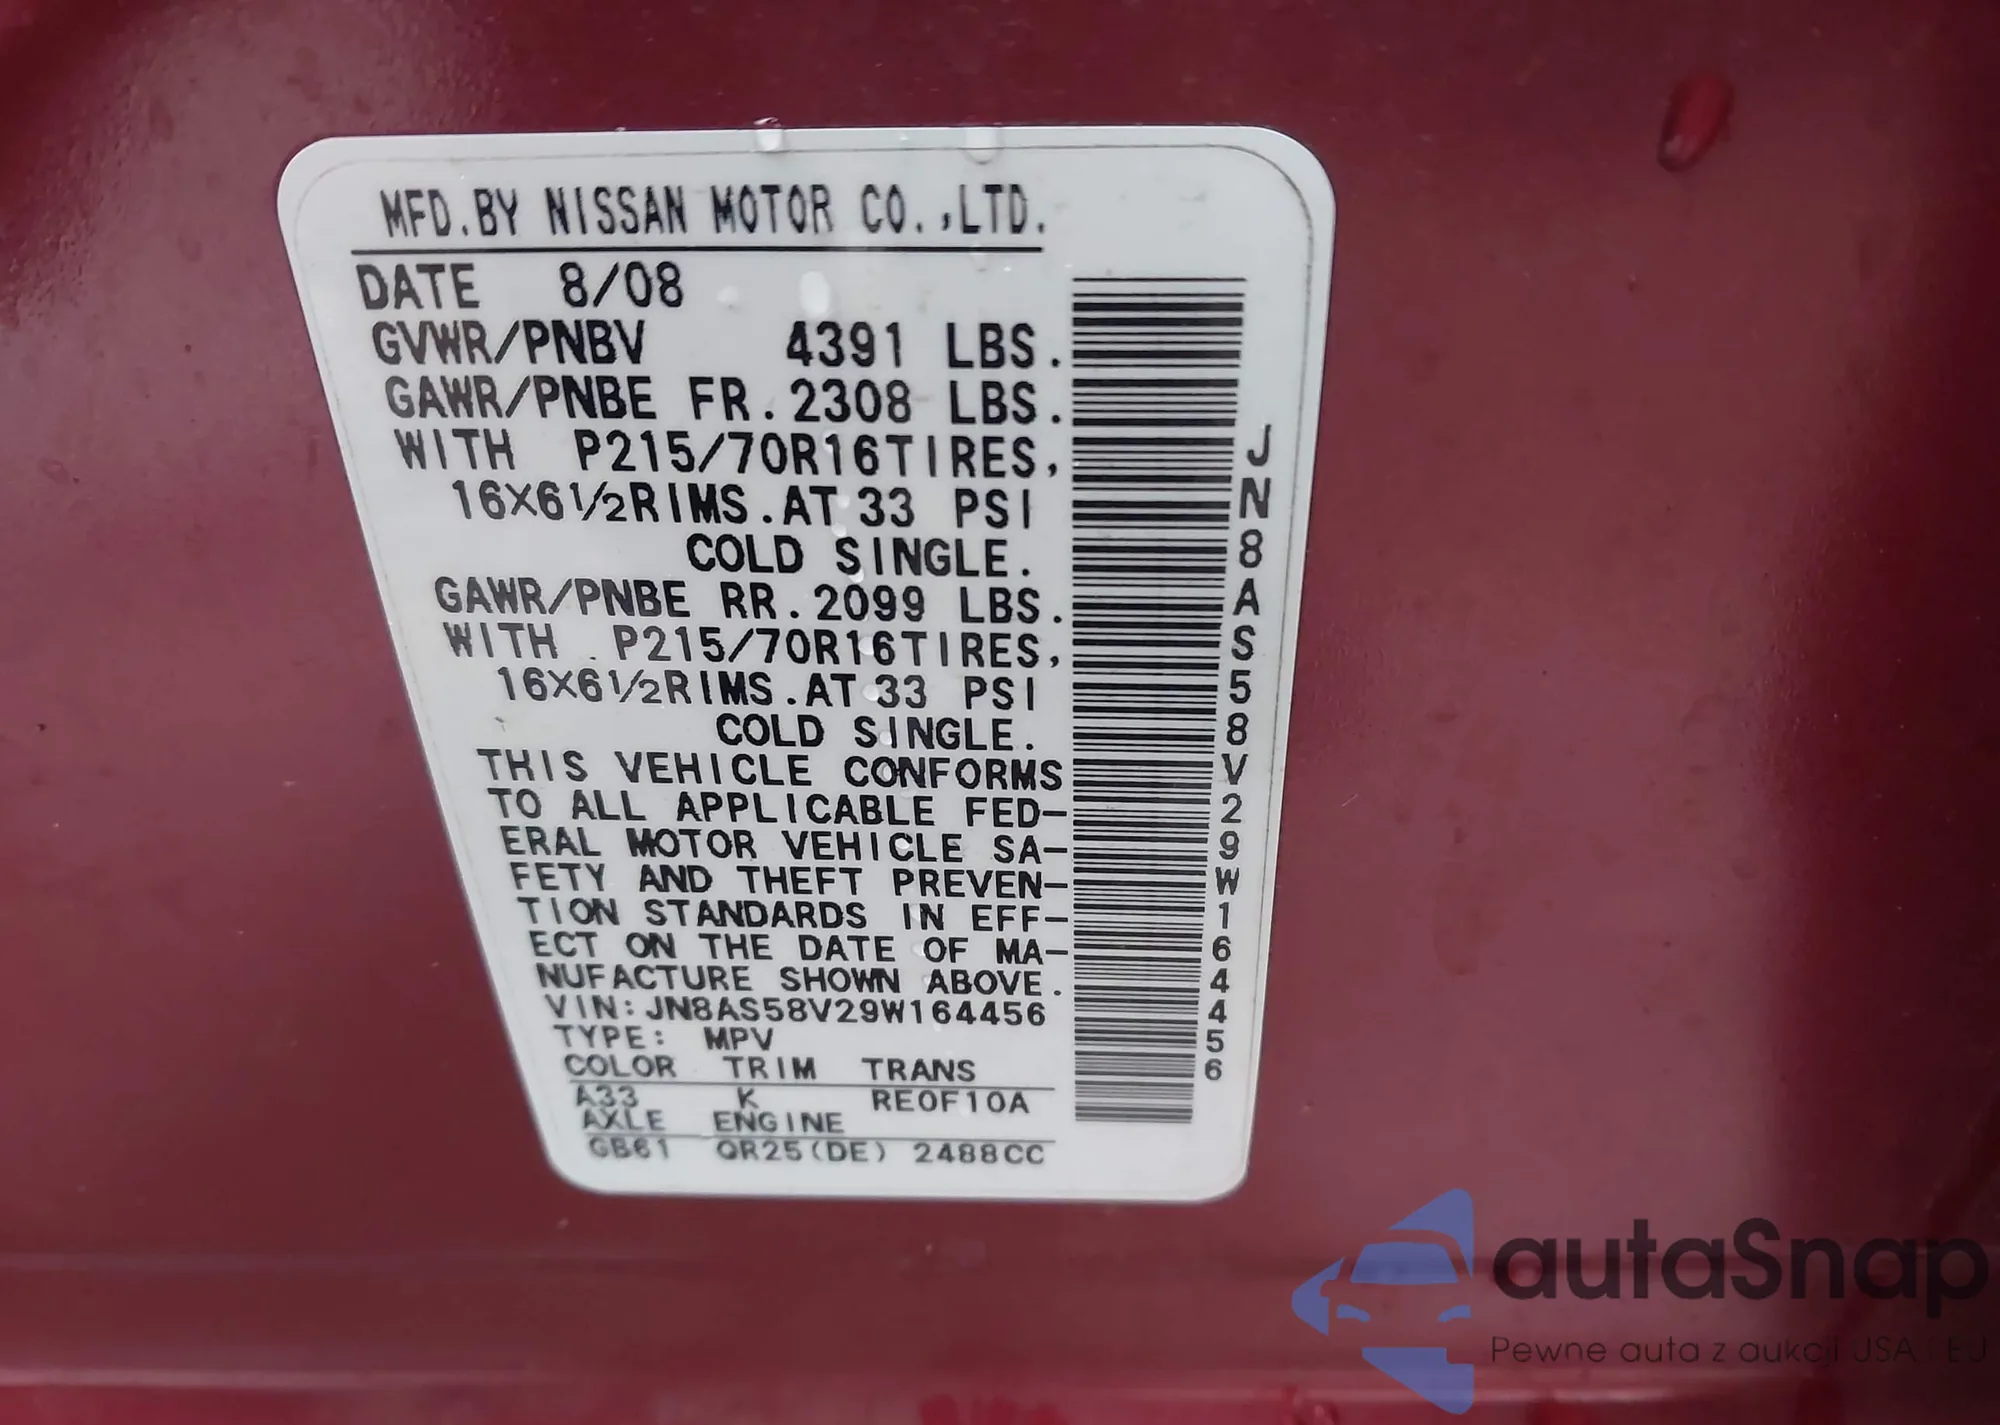 MFD.BY NISSAN MOTOR CO.,LTD.
DATE 8/08
GVWR/PNBV 4391 LBS.
GAWR/PNBE FR.2308 LBS.
WITH P215/70R16TIRES,
16X6½RIMS.AT 33 PSI
COLD SINGLE.
GAWR/PNBE RR.2099 LBS.
WITH P215/70R16TIRES,
16X6½RIMS.AT 33 PSI
COLD SINGLE.
THIS VEHICLE CONFORMS
TO ALL APPLICABLE FED-
ERAL MOTOR VEHICLE SA-
FETY AND THEFT PREVEN-
TION STANDARDS IN EFF-
ECT ON THE DATE OF MA-
NUFACTURE SHOWN ABOVE.
VIN:JN8AS58V29W164456
TYPE: MPV
COLOR TRIM TRANS
A33 K RE0F10A
AXLE ENGINE
GB61 QR25(DE) 2488CC
JN8AS58V29W164456
autaSnap
Pewne auta z aukcji USA i EJ